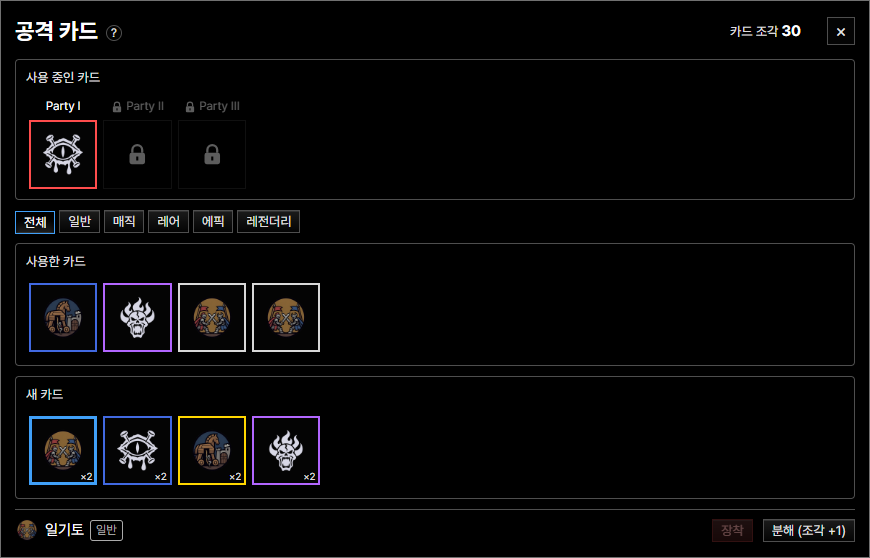 공격 카드 ?
카드 조각 30 ×
사용 중인 카드
Party I Party II Party III
전체 일반 매직 레어 에픽 레전더리
사용한 카드
새 카드
×2 ×2 ×2 ×2
일기토 일반 장착 분해 (조각 +1)